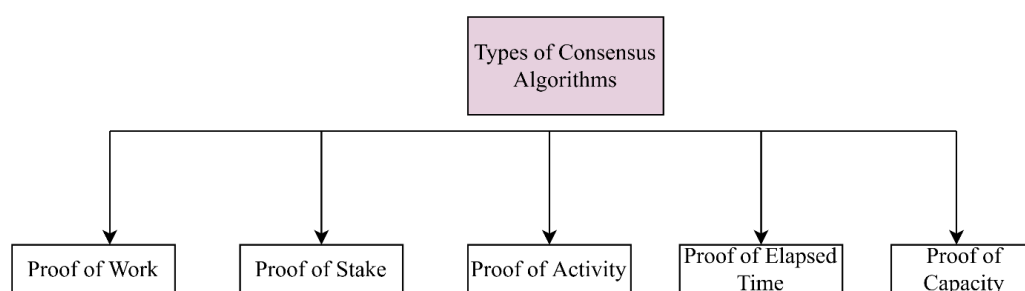 Types of Consensus
Algorithms
Proof of Work
Proof of Stake
Proof of Activity
Proof of Elapsed
Time
Proof of
Capacity